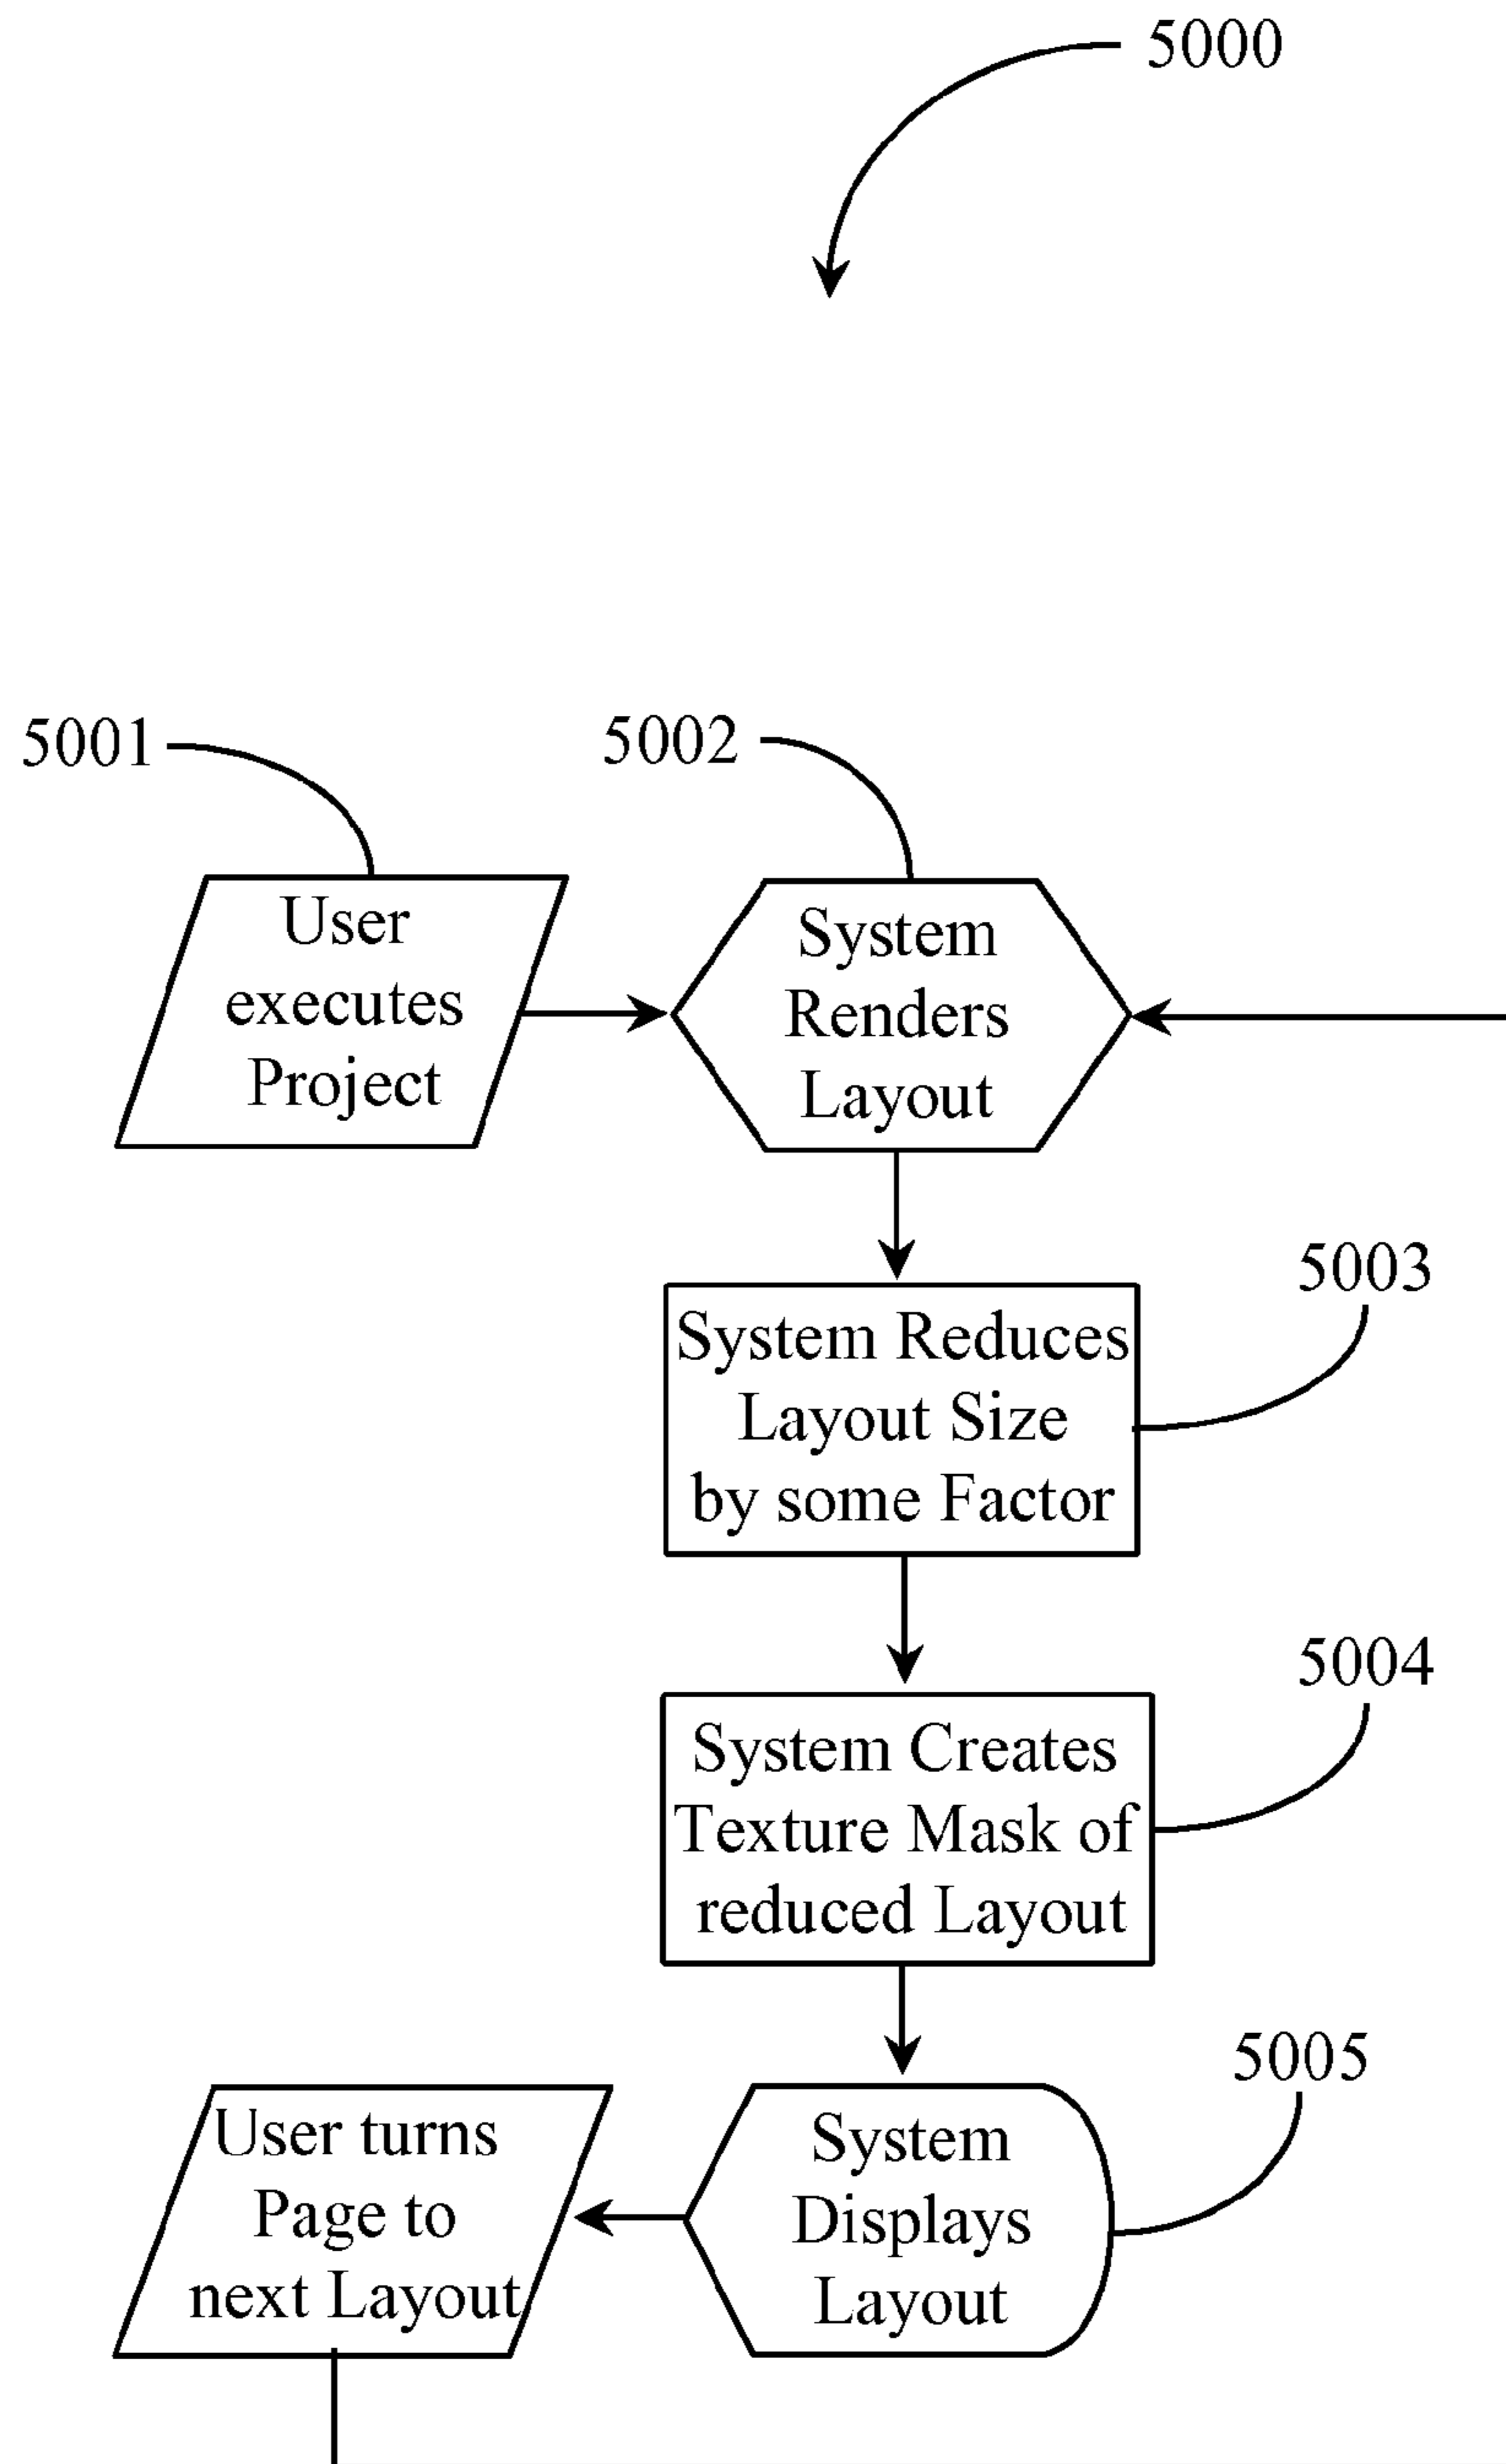 5000
5001
5002
User
executes
Project
System
Renders
Layout
5003
System Reduces
Layout Size
by some Factor
5004
System Creates
Texture Mask of
reduced Layout
5005
System
Displays
Layout
User turns
Page to
next Layout